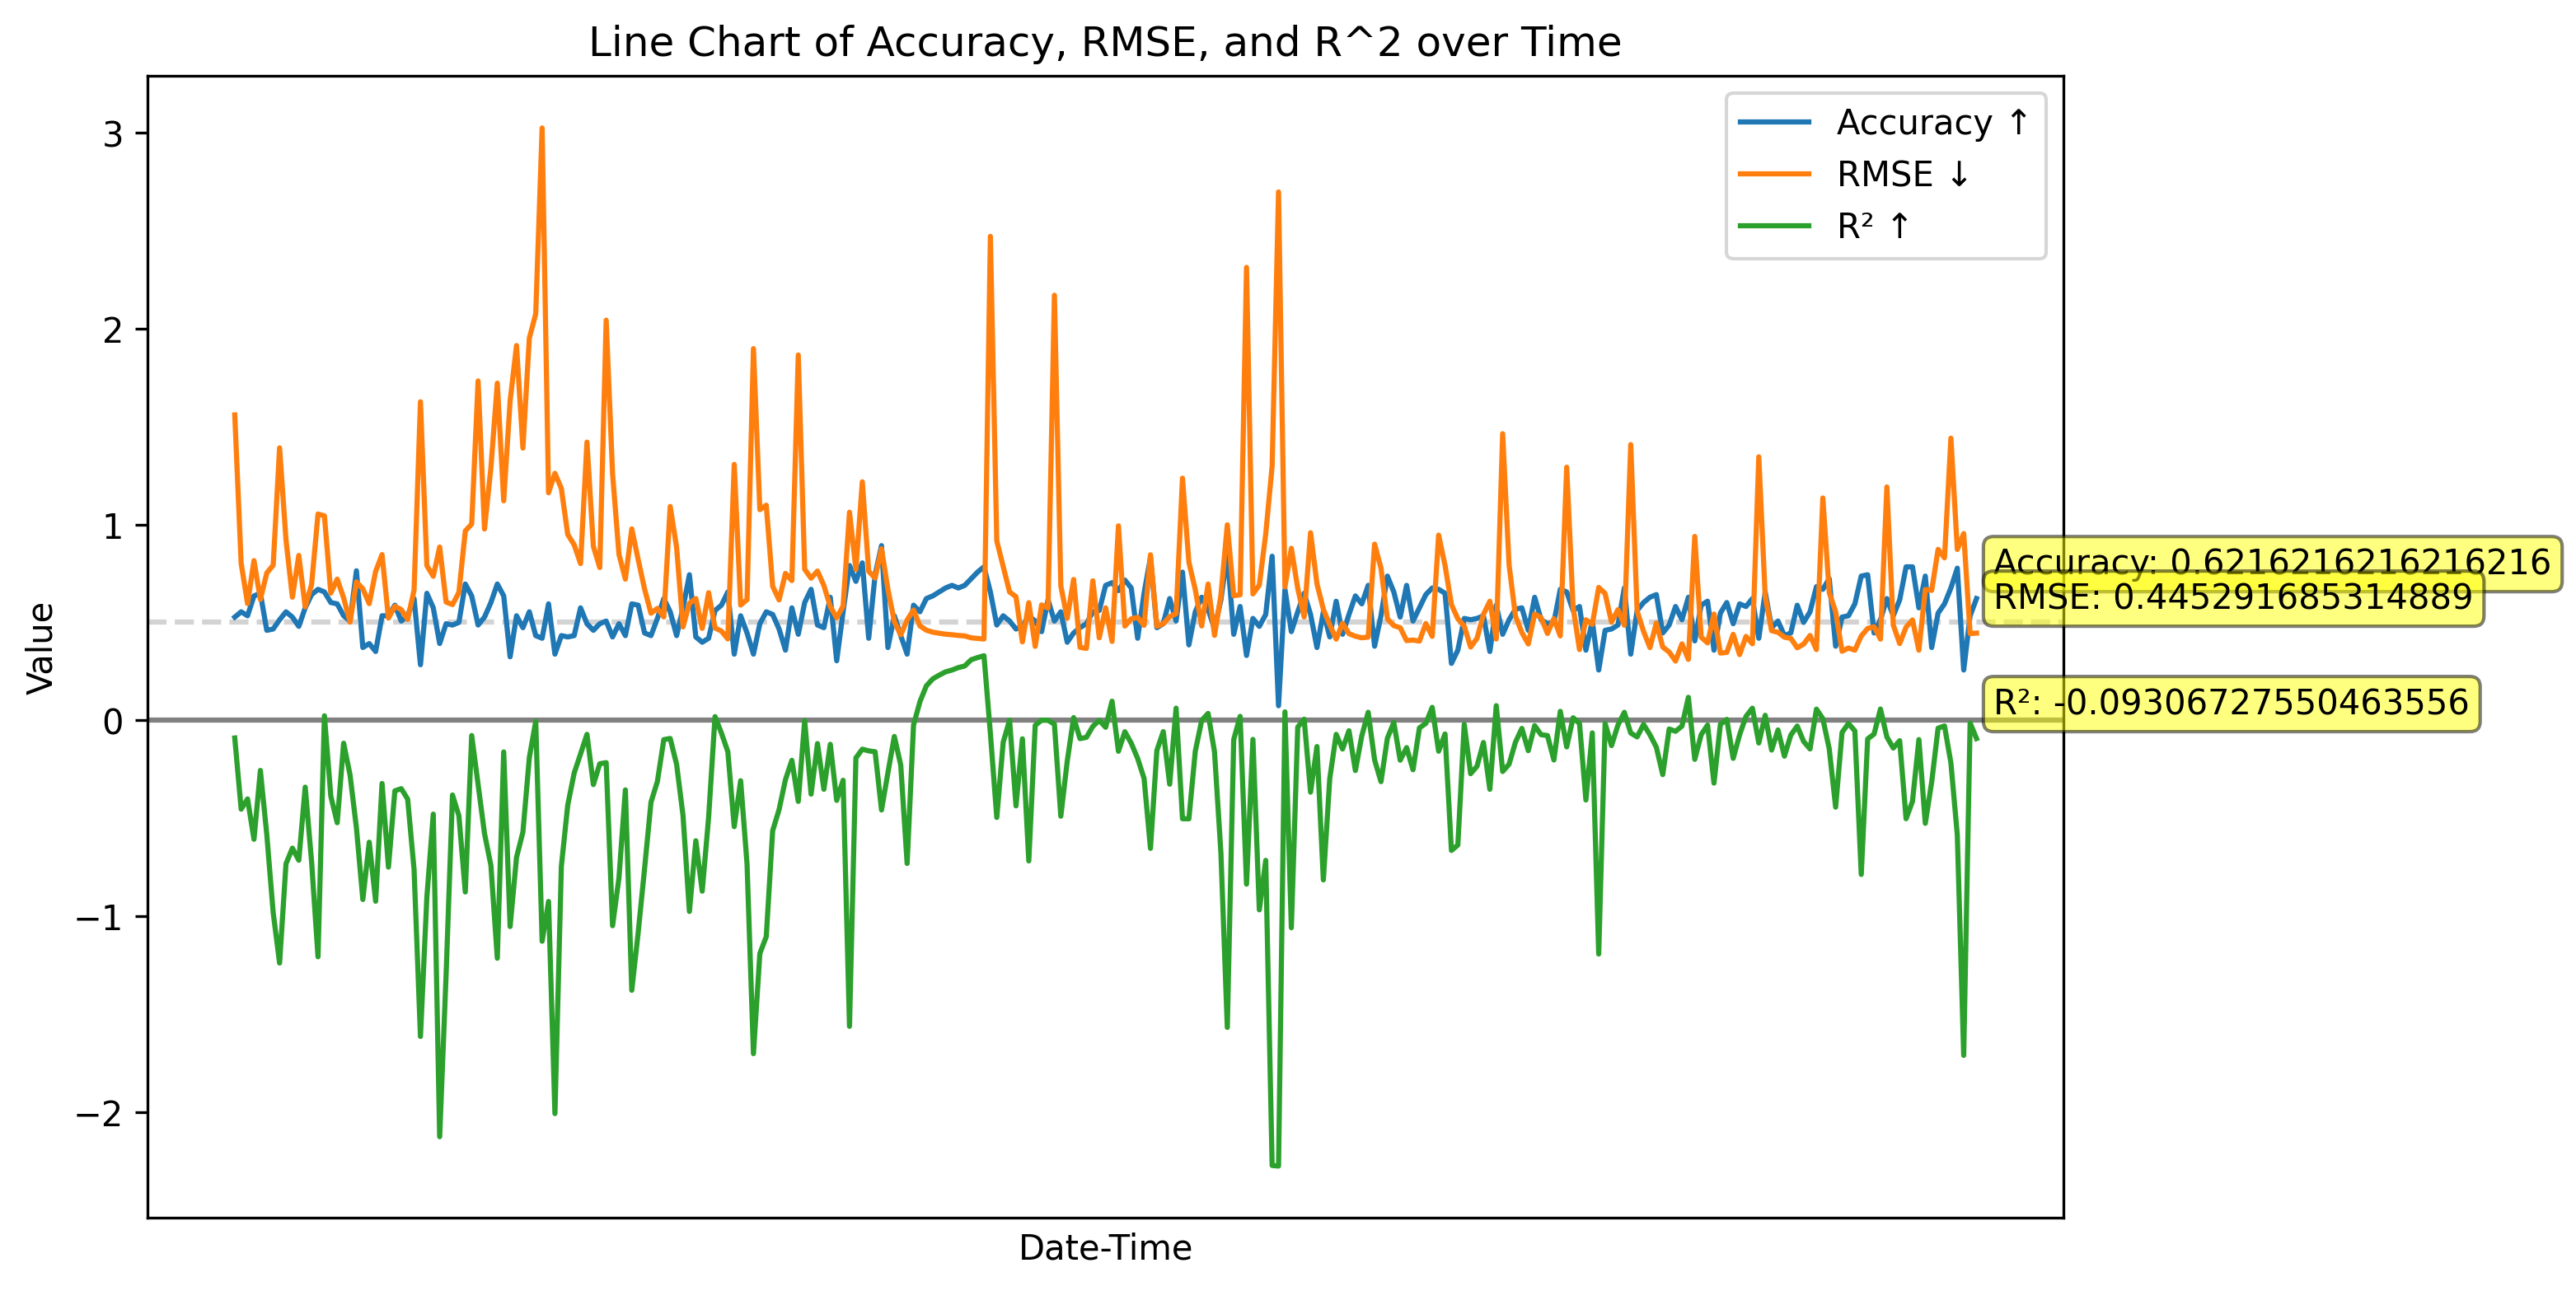 Line Chart of Accuracy, RMSE, and R^2 over Time
Accuracy ↑
RMSE ↓
R² ↑
3
2
1
0
−1
−2
Value
Accuracy: 0.6216216216216216
RMSE: 0.445291685314889
R²: -0.09306727550463556
Date-Time